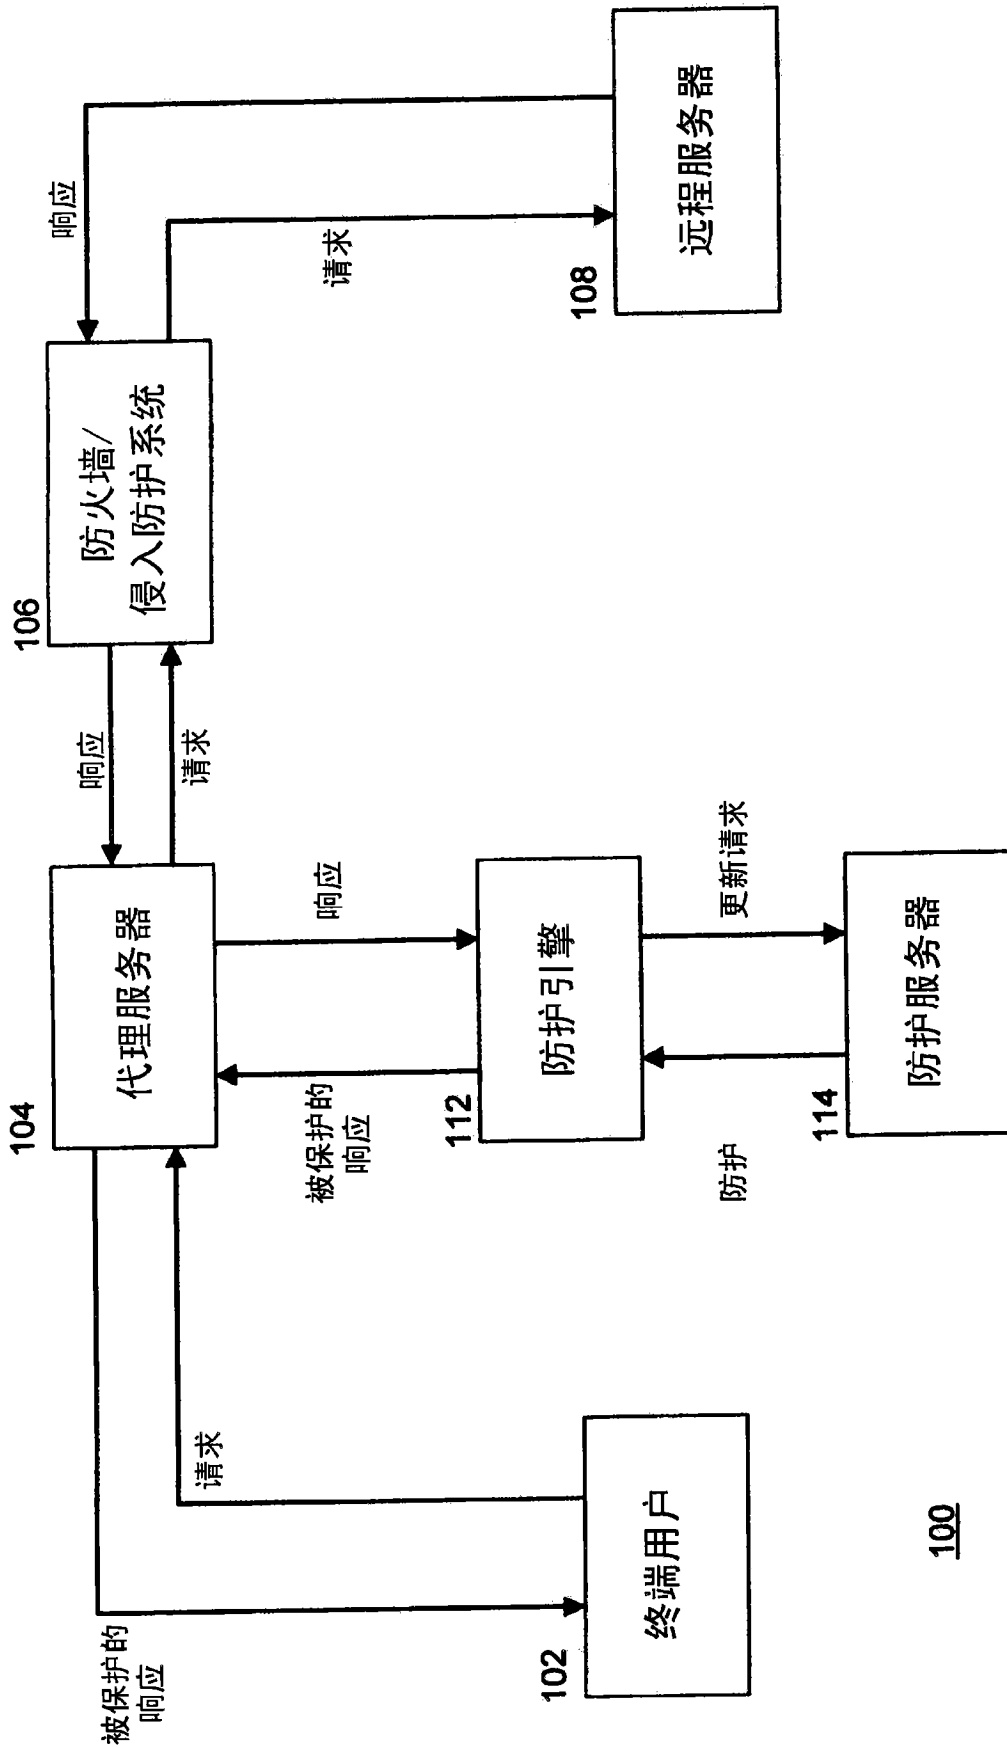 被保护的
响应
请求
102
终端用户
104
代理服务器
响应
请求
106
防火墙/
侵入防护系统
响应
请求
108
远程服务器
被保护的
响应
响应
112
防护引擎
防护
更新请求
114
防护服务器
100